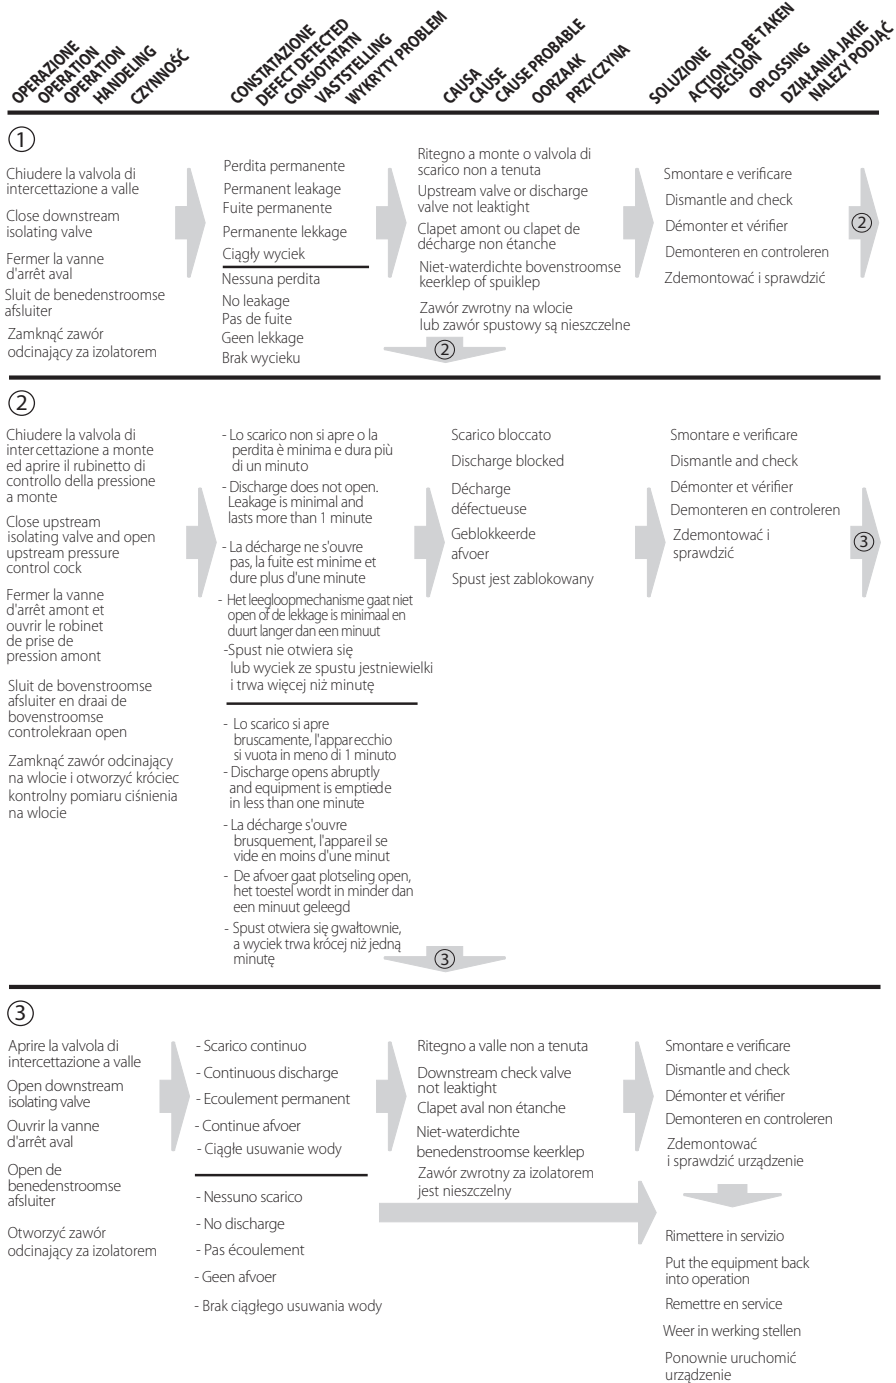 OPERAZIONE
OPERATION
OPERATION
HANDELING
CZYNNOŚĆ
CONSTATAZIONE
DEFECT DETECTED
CONSIOTATATN
VASTSTELLING
WYKRYTY PROBLEM
CAUSA
CAUSE
CAUSE PROBABLE
OORZAAK
PRZYCZYNA
SOLUZIONE
ACTION TO BE TAKEN
DECISION
OPLOSSING
DZIAŁANIA JAKIE
NALEZY PODJĄĆ
1
Chiudere la valvola di
intercettazione a valle
Close downstream
isolating valve
Fermer la vanne
d'arrêt aval
Sluit de benedenstroomse
afsluiter
Zamknąć zawór
odcinający za izolatorem
Perdita permanente
Permanent leakage
Fuite permanente
Permanente lekkage
Ciągły wyciek
Nessuna perdita
No leakage
Pas de fuite
Geen lekkage
Brak wycieku
Ritegno a monte o valvola di
scarico non a tenuta
Upstream valve or discharge
valve not leaktight
Clapet amont ou clapet de
décharge non étanche
Niet-waterdichte bovenstroomse
keerklep of spuiklep
Zawór zwrotny na wlocie
lub zawór spustowy są nieszczelne
2
Smontare e verificare
Dismantle and check
Démonter et vérifier
Demonteren en controleren
Zdemontować i sprawdzić
2
2
Chiudere la valvola di
intercettazione a monte
ed aprire il rubinetto di
controllo della pressione
a monte
Close upstream
isolating valve and open
upstream pressure
control cock
Fermer la vanne
d'arrêt amont et
ouvrir le robinet
de prise de
pression amont
Sluit de bovenstroomse
afsluiter en draai de
bovenstroomse
controlekraan open
Zamknąć zawór odcinający
na wlocie i otworzyć króciec
kontrolny pomiaru ciśnienia
na wlocie
- Lo scarico non si apre o la
perdita è minima e dura più
di un minuto
- Discharge does not open.
Leakage is minimal and
lasts more than 1 minute
- La décharge ne s'ouvre
pas, la fuite est minime et
dure plus d'une minute
- Het leegloopmechanisme gaat niet
open of de lekkage is minimaal en
duurt langer dan een minuut
-Spust nie otwiera się
lub wyciek ze spustu jestniewielki
i trwa więcej niż minutę
- Lo scarico si apre
bruscamente, l'apparecchio
si vuota in meno di 1 minuto
- Discharge opens abruptly
and equipment is emptiede
in less than one minute
- La décharge s'ouvre
brusquement, l'appareil se
vide en moins d'une minut
- De afvoer gaat plotseling open,
het toestel wordt in minder dan
een minuut geleegd
- Spust otwiera się gwałtownie,
a wyciek trwa krócej niż jedną
minutę
3
Scarico bloccato
Discharge blocked
Décharge
défectueuse
Geblokkeerde
afvoer
Spust jest zablokowany
Smontare e verificare
Dismantle and check
Démonter et vérifier
Demonteren en controleren
Zdemontować i
sprawdzić
3
3
Aprire la valvola di
intercettazione a valle
Open downstream
isolating valve
Ouvrir la vanne
d'arrêt aval
Open de
benedenstroomse
afsluiter
Otworzyć zawór
odcinający za izolatorem
- Scarico continuo
- Continuous discharge
- Ecoulement permanent
- Continue afvoer
- Ciągłe usuwanie wody
- Nessuno scarico
- No discharge
- Pas écoulement
- Geen afvoer
- Brak ciągłego usuwania wody
Ritegno a valle non a tenuta
Downstream check valve
not leaktight
Clapet aval non étanche
Niet-waterdichte
benedenstroomse keerklep
Zawór zwrotny za izolatorem
jest nieszczelny
Smontare e verificare
Dismantle and check
Démonter et vérifier
Demonteren en controleren
Zdemontować
i sprawdzić urządzenie
Rimettere in servizio
Put the equipment back
into operation
Remettre en service
Weer in werking stellen
Ponownie uruchomić
urządzenie